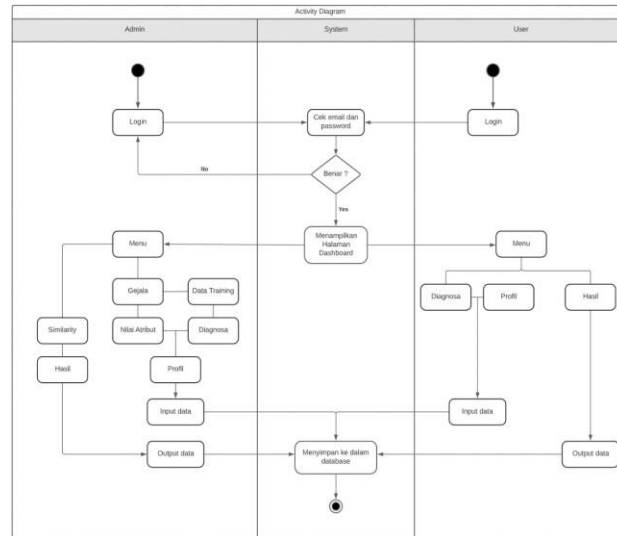 Activity Diagram
Admin
System
User
Login
Cek email dan
password
Login
No
Benar ?
Yes
Menu
Menampilkan
Halaman
Dashboard
Menu
Gejala
Data Training
Diagnosa
Profil
Hasil
Similarity
Nilai Atribut
Diagnosa
Hasil
Profil
Input data
Input data
Output data
Menyimpan ke dalam
database
Output data